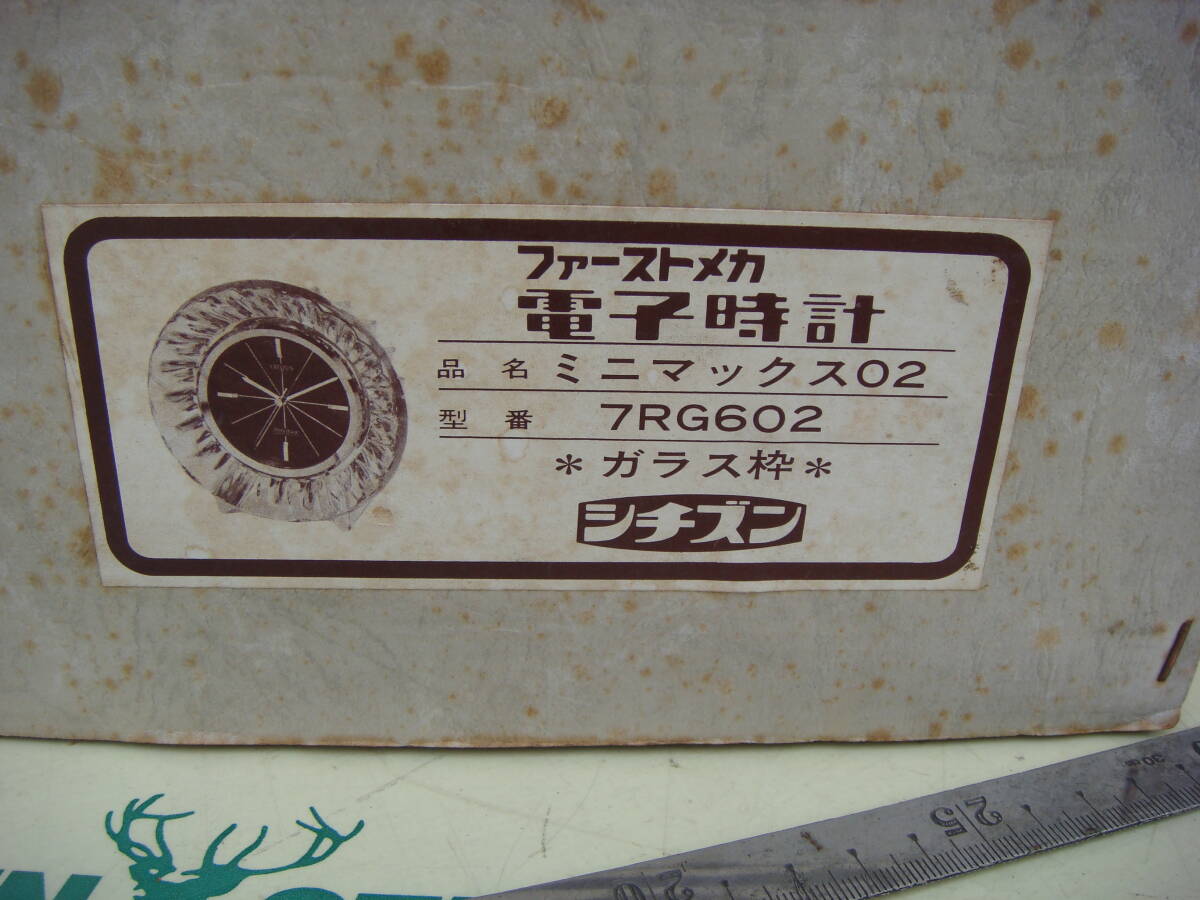 ファーストメカ
電子時計
品名 ミニマックス02
型番 7RG602
*ガラス枠*
シチズン
30cm
25